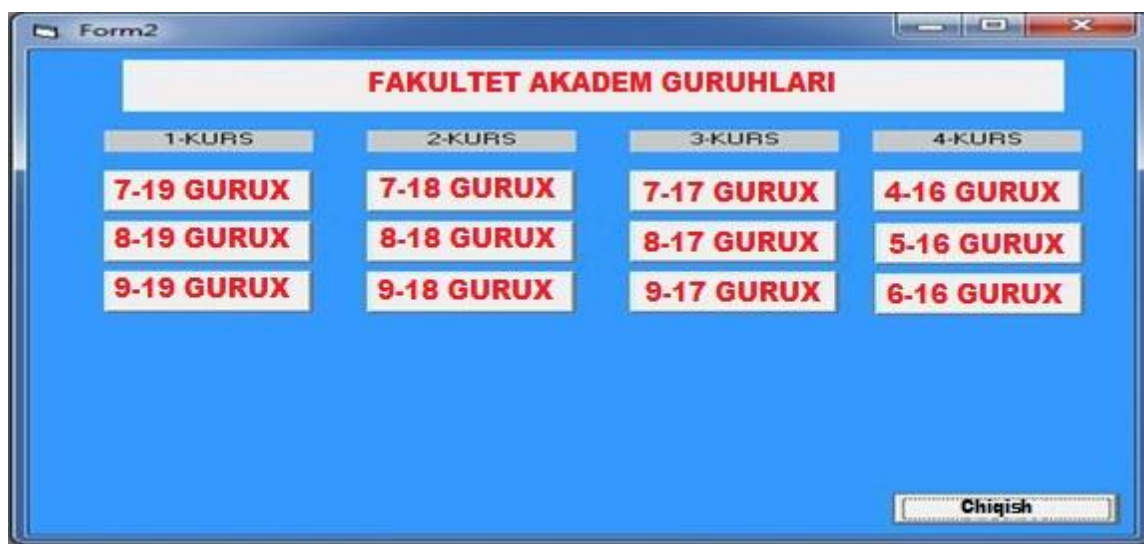 Form2
FAKULTET AKADEM GURUHLARI
1-KURS 2-KURS 3-KURS 4-KURS
7-19 GURUX 7-18 GURUX 7-17 GURUX 4-16 GURUX
8-19 GURUX 8-18 GURUX 8-17 GURUX 5-16 GURUX
9-19 GURUX 9-18 GURUX 9-17 GURUX 6-16 GURUX
Chiqish